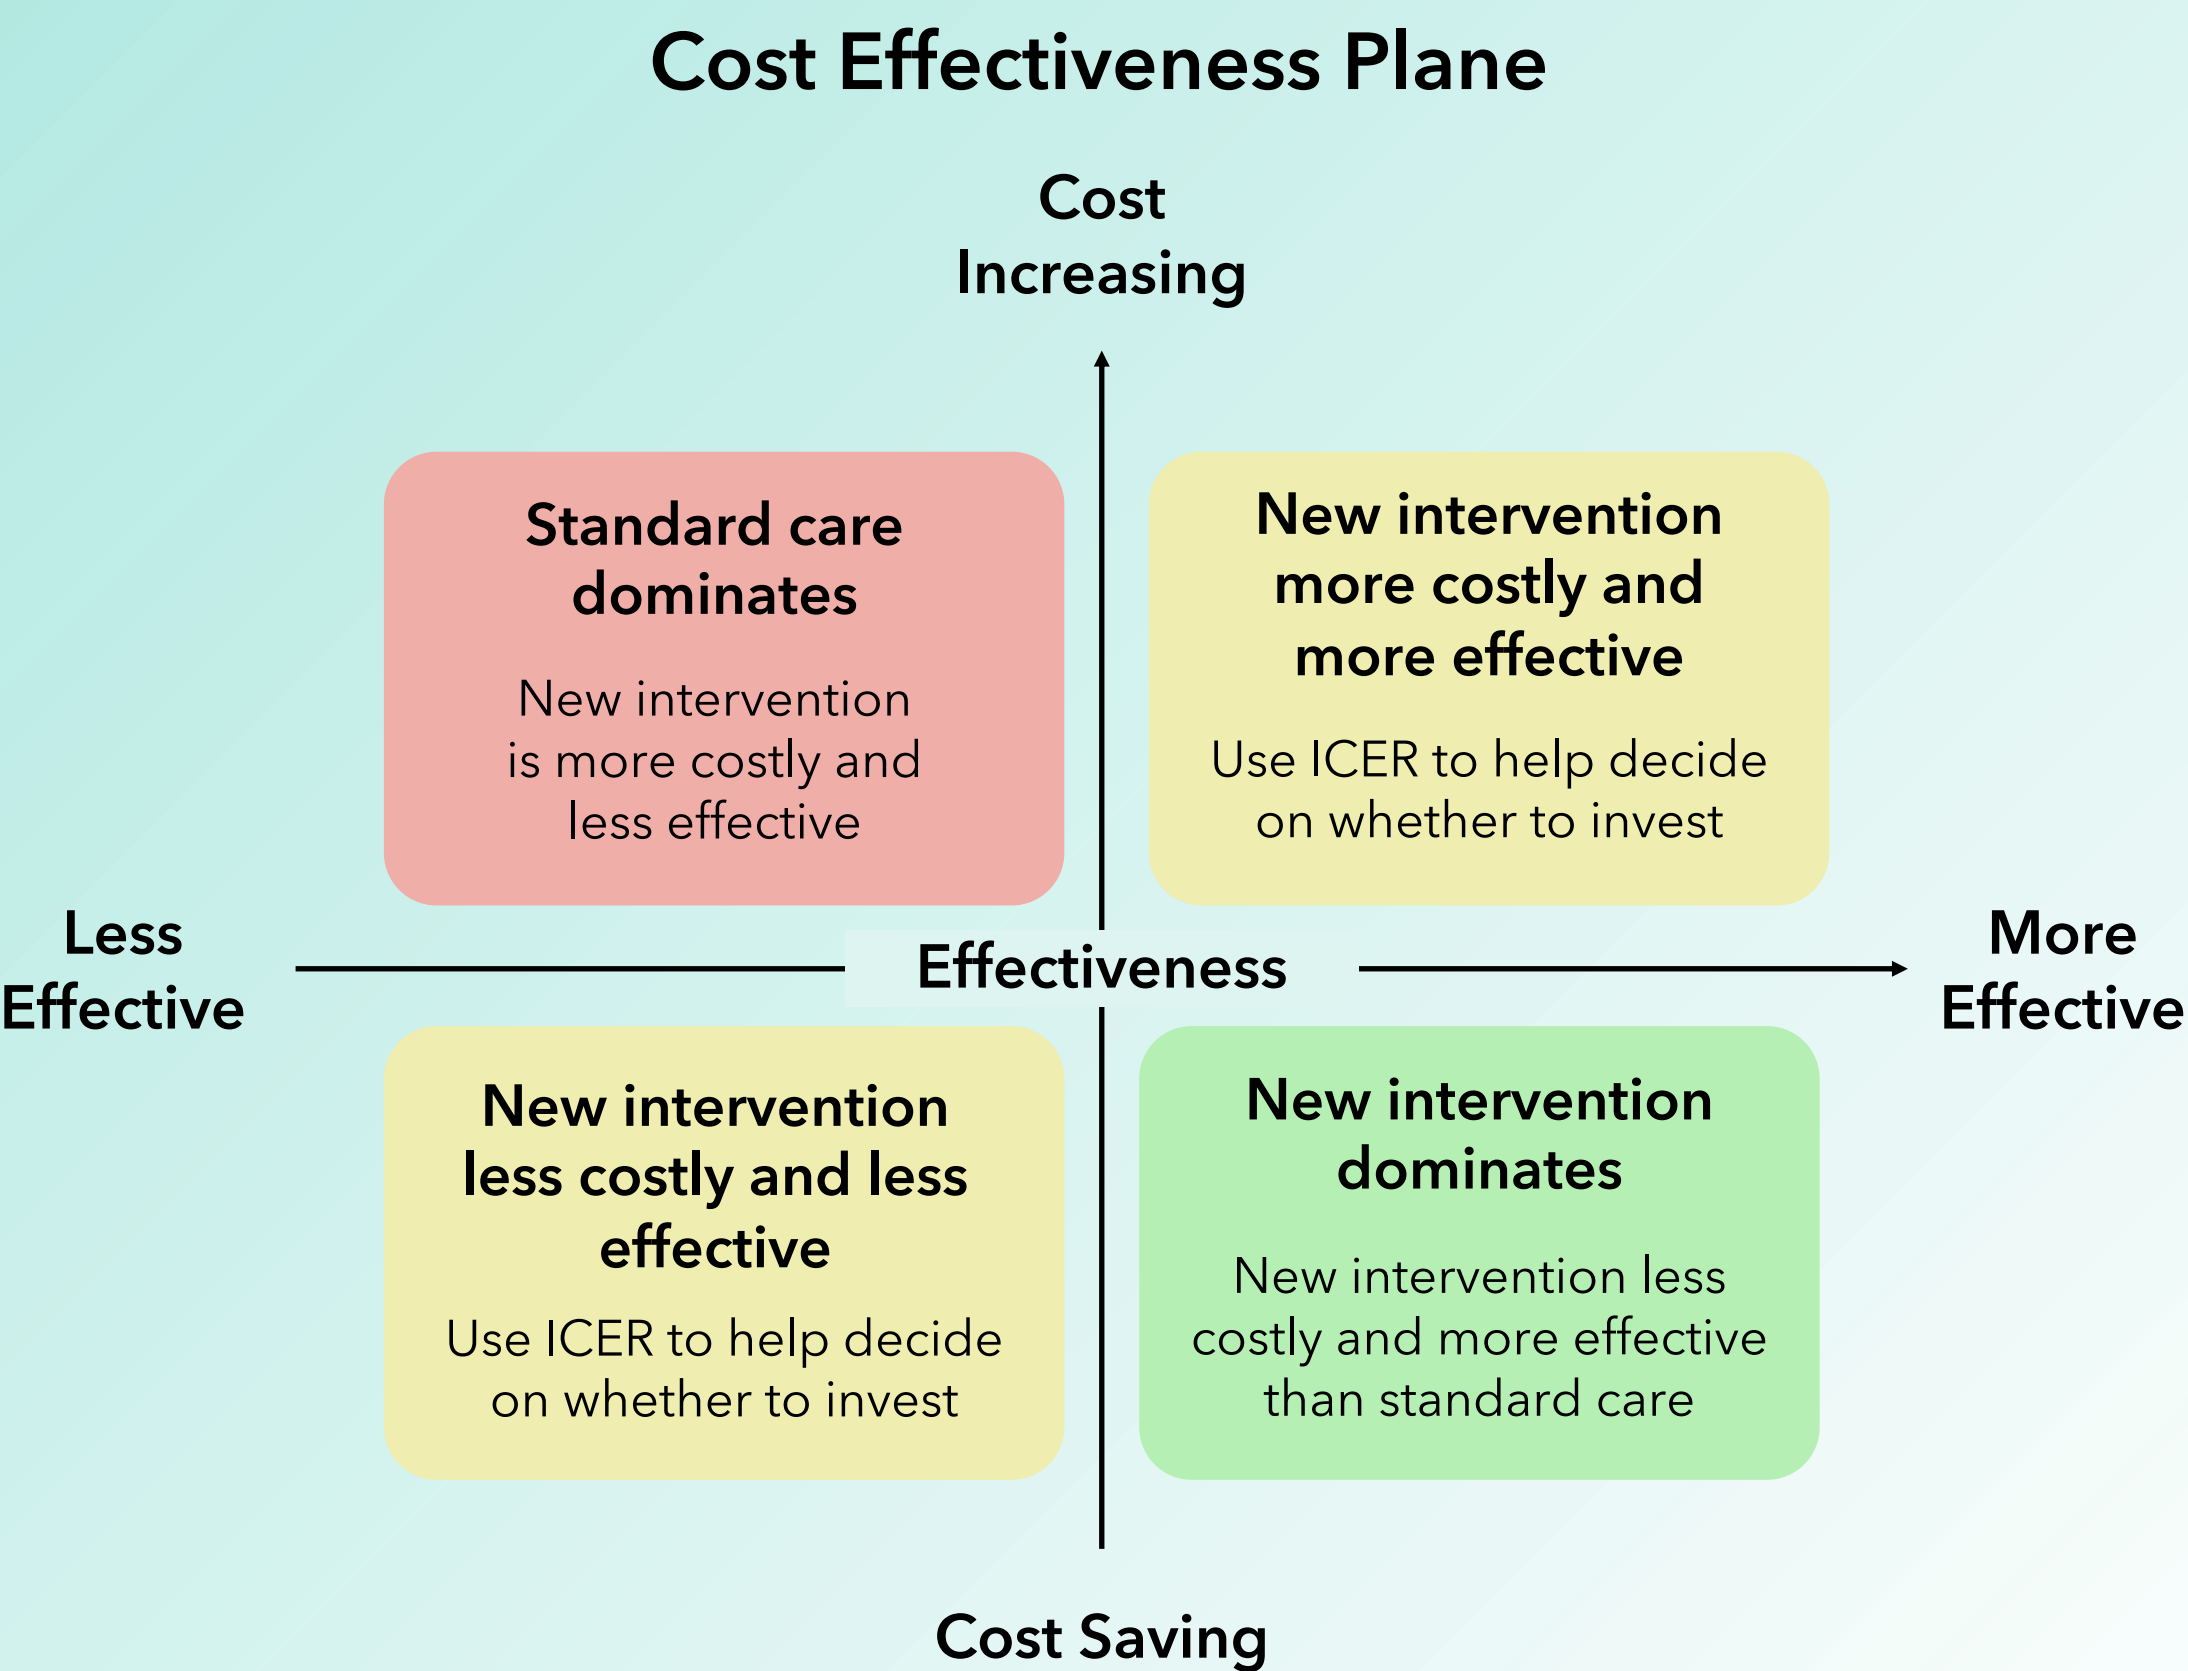 Cost Effectiveness Plane
Cost
Increasing
Standard care
dominates
New intervention
is more costly and
less effective
New intervention
more costly and
more effective
Use ICER to help decide
on whether to invest
Less
Effective
Effectiveness
More
Effective
New intervention
less costly and less
effective
Use ICER to help decide
on whether to invest
New intervention
dominates
New intervention less
costly and more effective
than standard care
Cost Saving